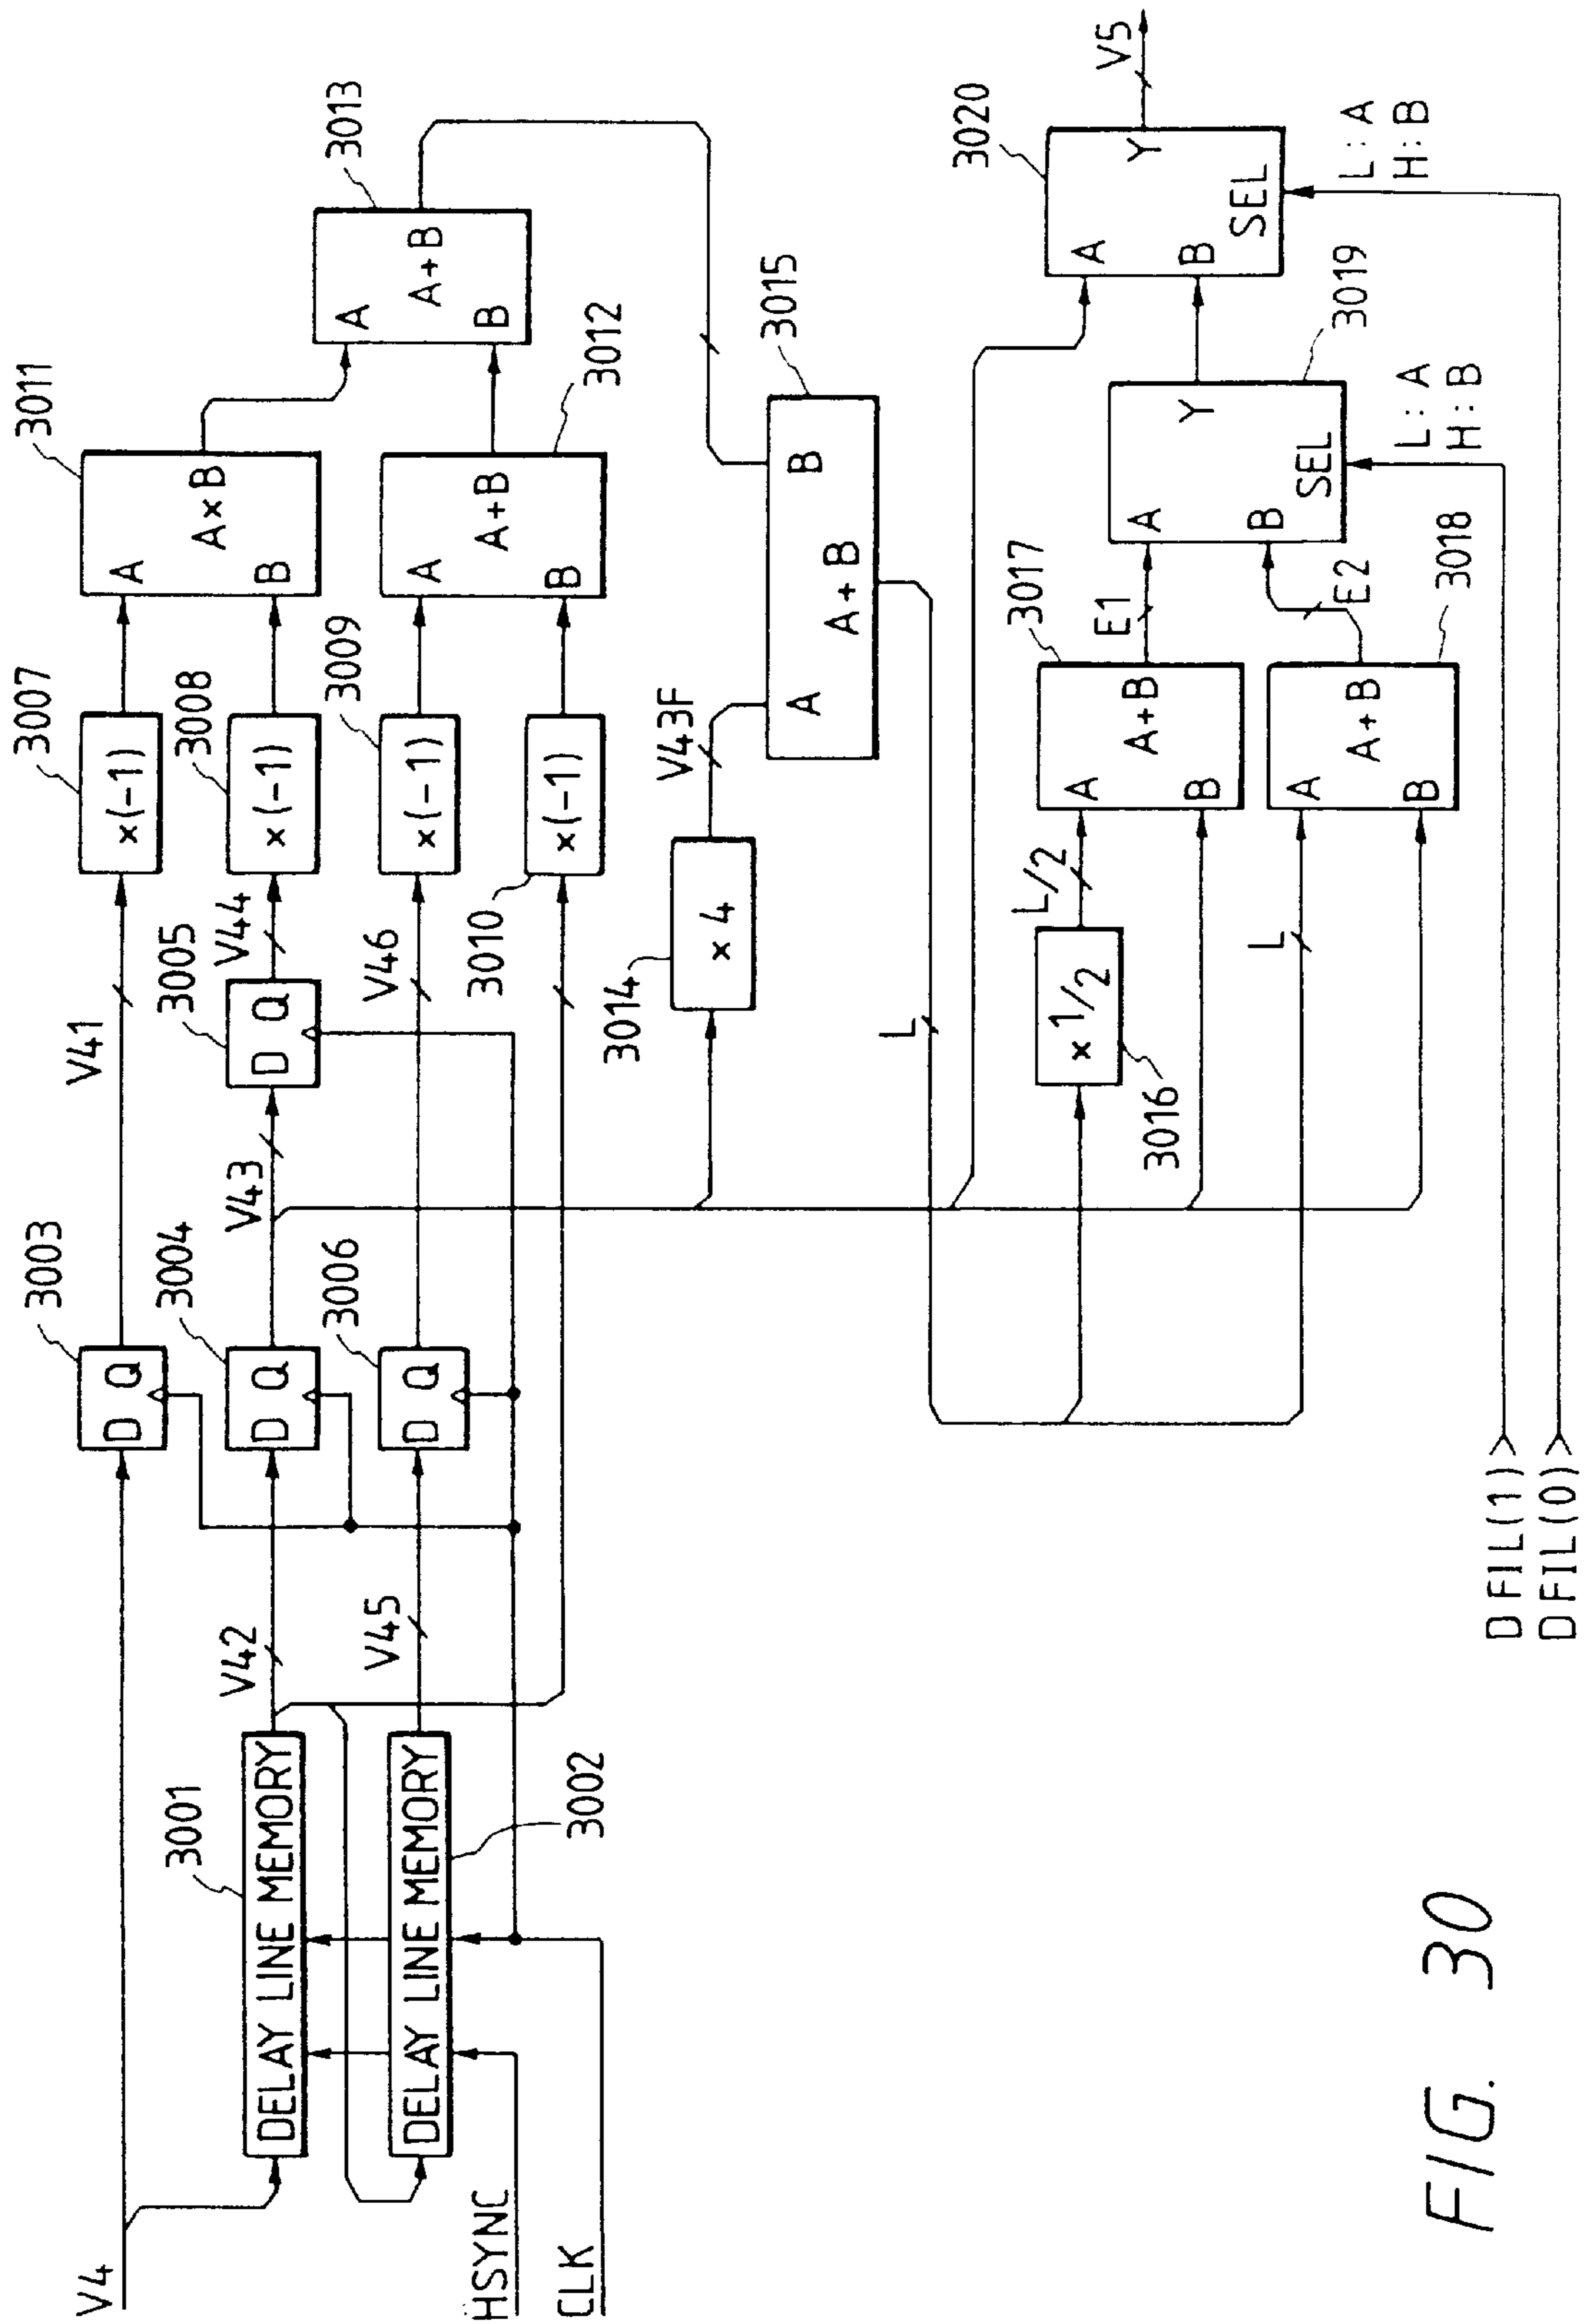 V4
HSYNC
CLK
3001
DELAY LINE MEMORY
DELAY LINE MEMORY
3002
V42
V45
3003
D Q
3004
D Q
3006
D Q
V41
V43
3005
D Q
V44
V46
3007
×(-1)
3008
×(-1)
3009
×(-1)
3010
×(-1)
3011
A
A×B
B
3012
A
A+B
B
3013
A
A+B
B
3014
×4
V43F
3015
A
B
A+B
L
3016
×1/2
L/2
L
3017
A
A+B
B
E1
3018
A
A+B
B
E2
3019
A
Y
B
SEL
L:A
H:B
3020
A
Y
B
SEL
L:A
H:B
V5
DFIL(1)
DFIL(0)
FIG. 30